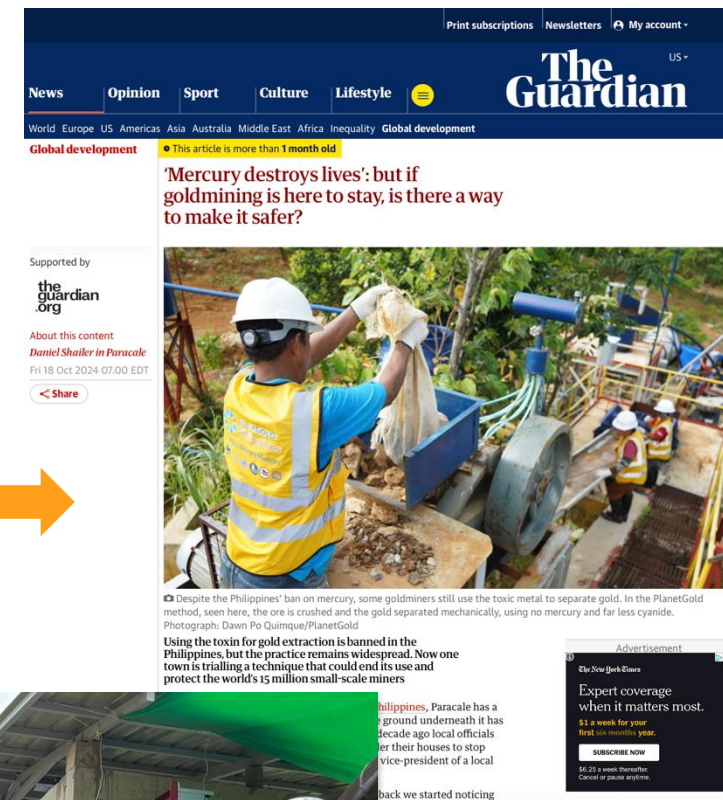 Print subscriptions Newsletters My account
US
The Guardian
News Opinion Sport Culture Lifestyle
World Europe US Americas Asia Australia Middle East Africa Inequality Global development
Global development
This article is more than 1 month old
‘Mercury destroys lives’: but if
goldmining is here to stay, is there a way
to make it safer?
Supported by
the
guardian
.org
About this content
Daniel Shailer in Paracale
Fri 18 Oct 2024 07.00 EDT
Share
Despite the Philippines’ ban on mercury, some goldminers still use the toxic metal to separate gold. In the PlanetGold
method, seen here, the ore is crushed and the gold separated mechanically, using no mercury and far less cyanide.
Photograph: Dawn Po Quimque/PlanetGold
Using the toxin for gold extraction is banned in the
Philippines, but the practice remains widespread. Now one
town is trialling a technique that could end its use and
protect the world’s 15 million small-scale miners
Advertisement
The New York Times
Expert coverage
when it matters most.
$1 a week for your
first six months year.
SUBSCRIBE NOW
$6.25 a week thereafter.
Cancel or pause anytime.
hilippines, Paracale has a
ground underneath it has
decade ago local officials
er their houses to stop
vice-president of a local
back we started noticing